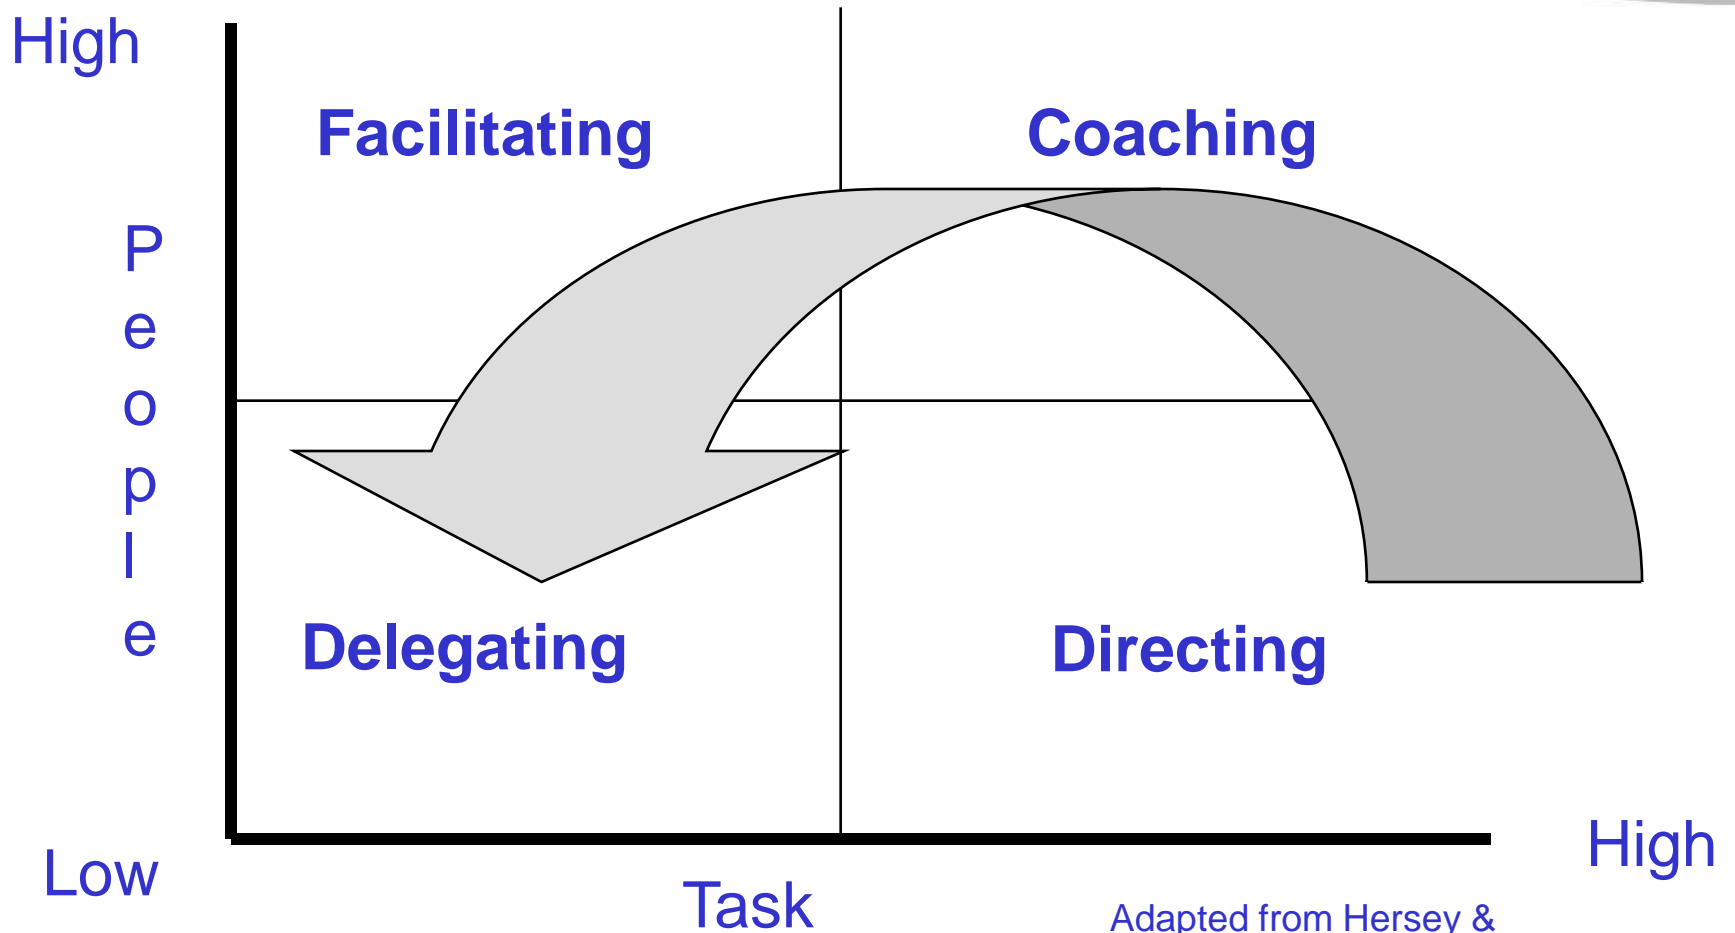 High
Facilitating
Coaching
P
e
o
p
l
e
Delegating
Directing
Low
Task
High
Adapted from Hersey &